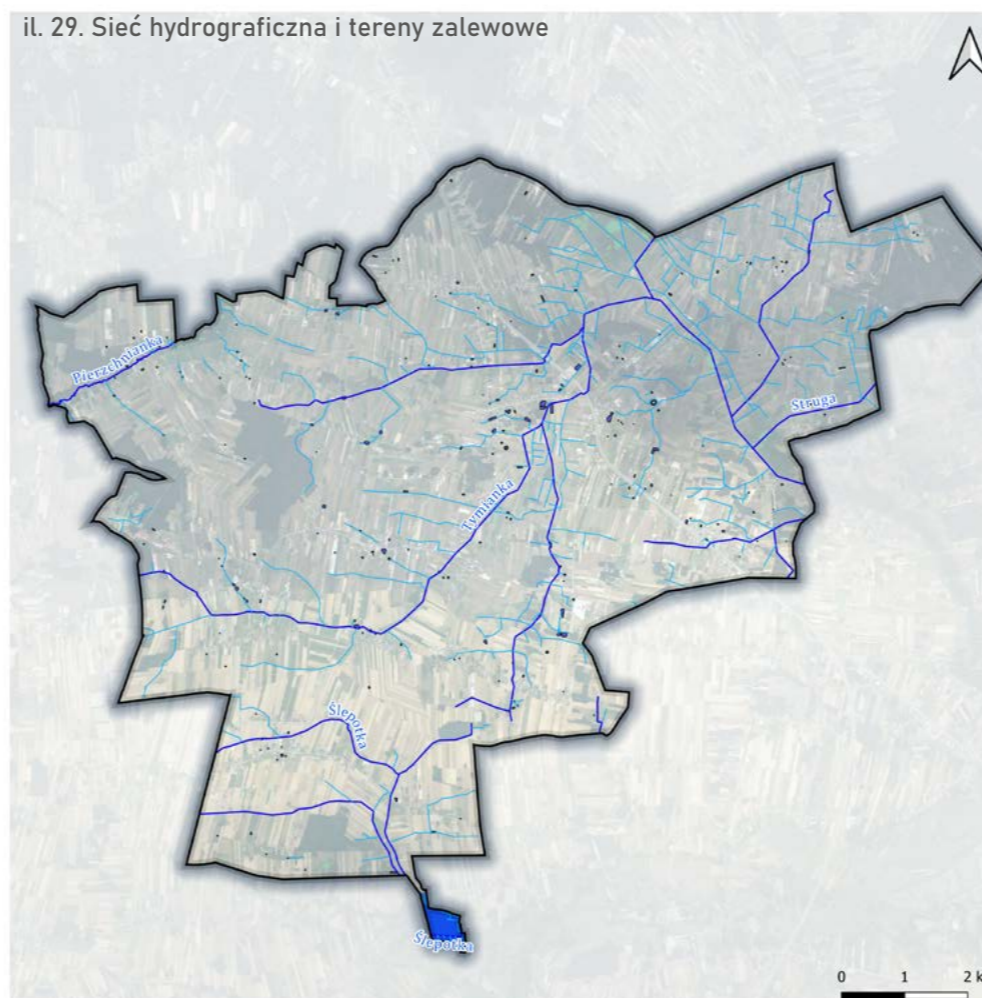 il. 29. Sieć hydrograficzna i tereny zalewowe
Pierzchnianka
Struga
Tymianka
Ślepotka
Ślepotka
0 1 2 k